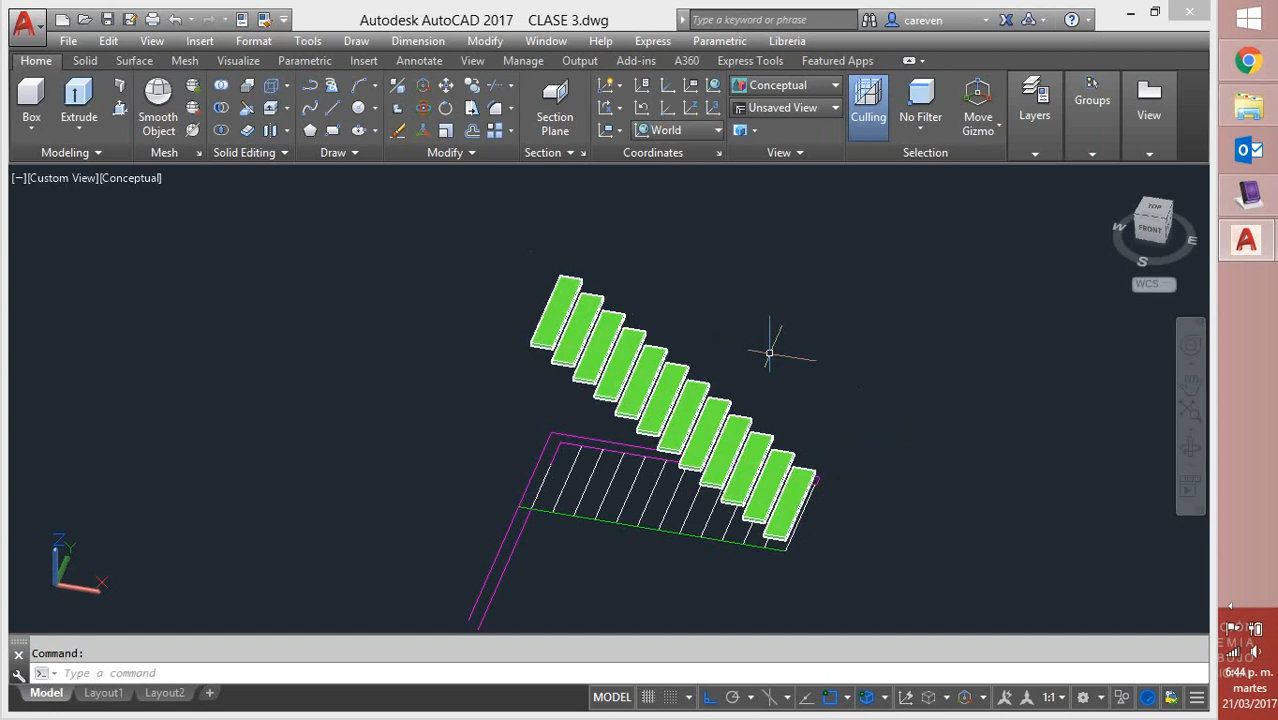 Autodesk AutoCAD 2017 CLASE 3.dwg
Type a keyword or phrase
careven
File Edit View Insert Format Tools Draw Dimension Modify Window Help Express Parametric Libreria
Home Solid Surface Mesh Visualize Parametric Insert Annotate View Manage Output Add-ins A360 Express Tools Featured Apps
Box
Extrude
Smooth
Object
Section
Plane
Conceptual
Unsaved View
World
Culling
No Filter
Move
Gizmo
Layers
Groups
View
Modeling
Mesh
Solid Editing
Draw
Modify
Section
Coordinates
View
Selection
[−][Custom View][Conceptual]
TOP
FRONT
W
E
S
WCS
Z
Y
X
Command:
Type a command
Model Layout1 Layout2
MODEL
1:1
6:44 p. m.
martes
21/03/2017